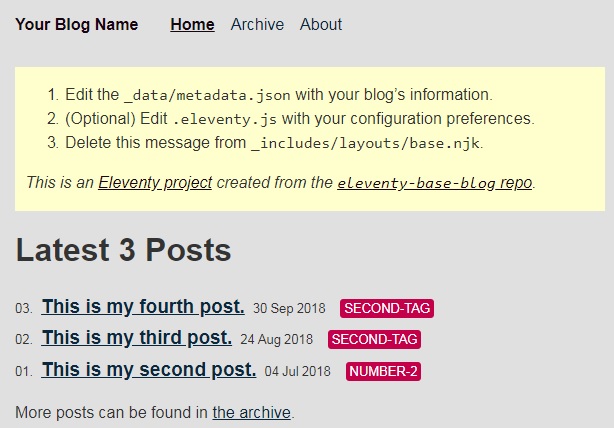 Your Blog Name Home Archive About
1. Edit the _data/metadata.json with your blog’s information.
2. (Optional) Edit .eleventy.js with your configuration preferences.
3. Delete this message from _includes/layouts/base.njk.
This is an Eleventy project created from the eleventy-base-blog repo.
Latest 3 Posts
03. This is my fourth post. 30 Sep 2018 SECOND-TAG
02. This is my third post. 24 Aug 2018 SECOND-TAG
01. This is my second post. 04 Jul 2018 NUMBER-2
More posts can be found in the archive.